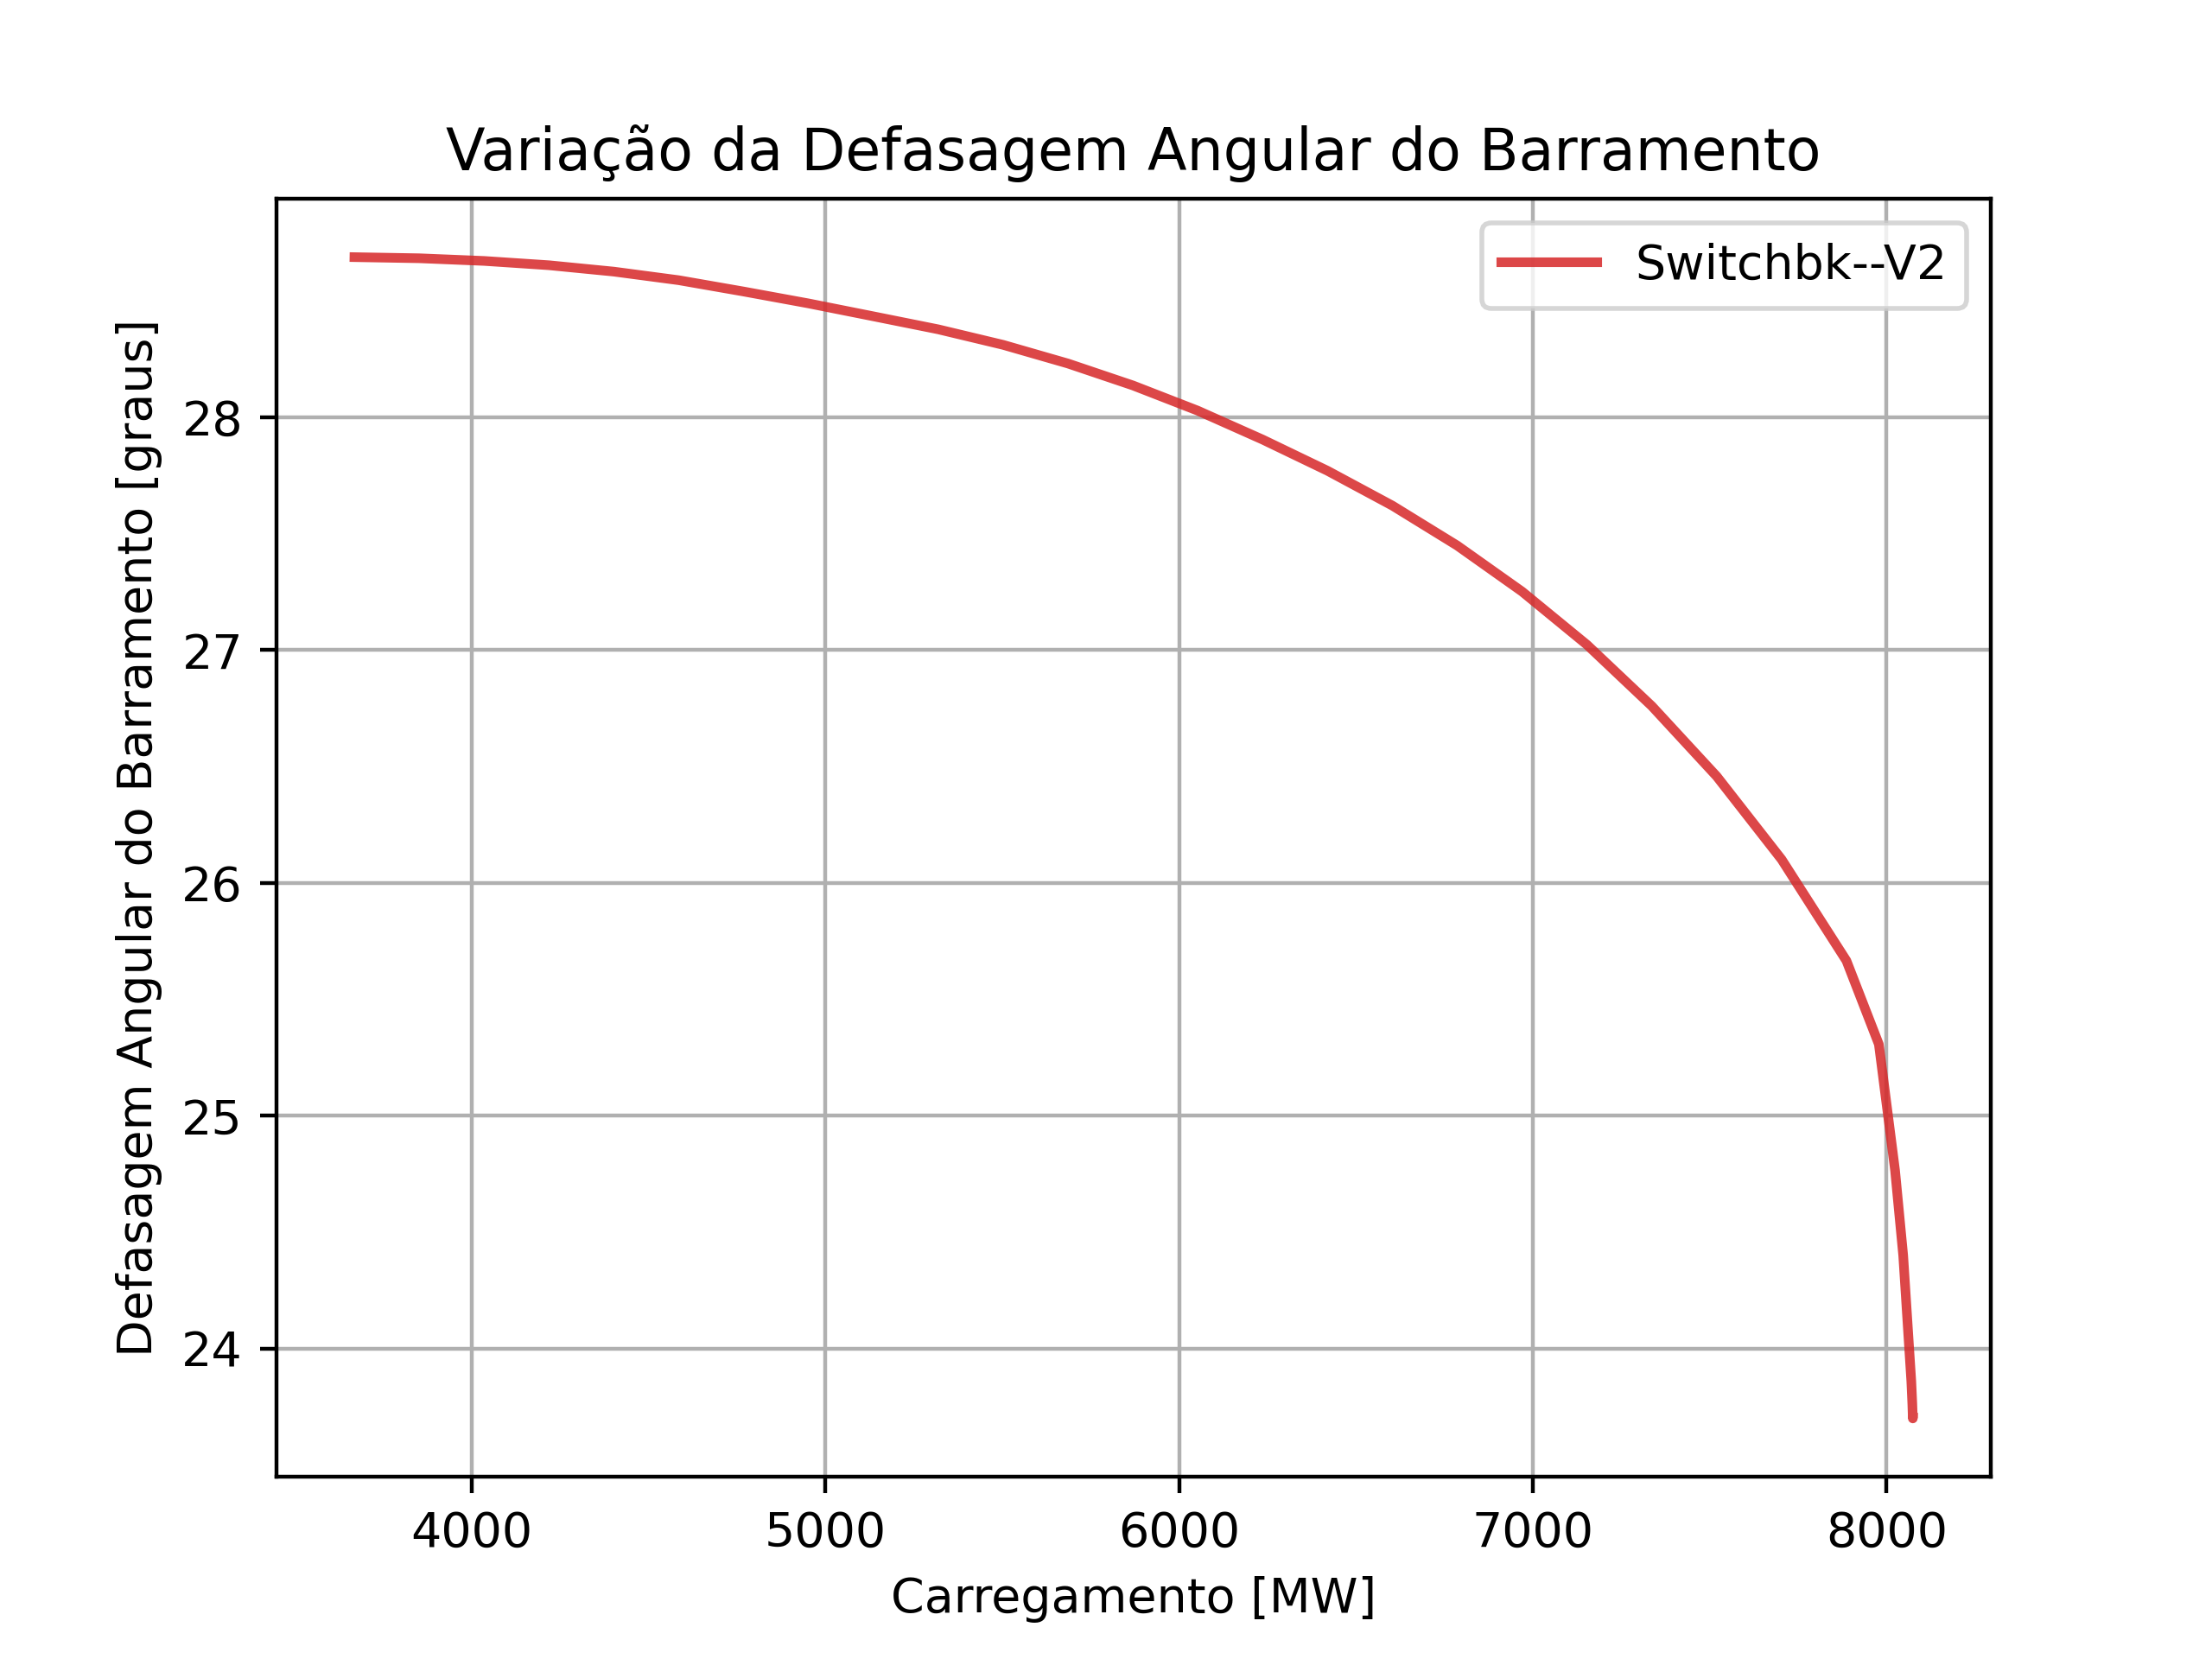 Variação da Defasagem Angular do Barramento
Switchbk--V2
Defasagem Angular do Barramento [graus]
28
27
26
25
24
4000 5000 6000 7000 8000
Carregamento [MW]